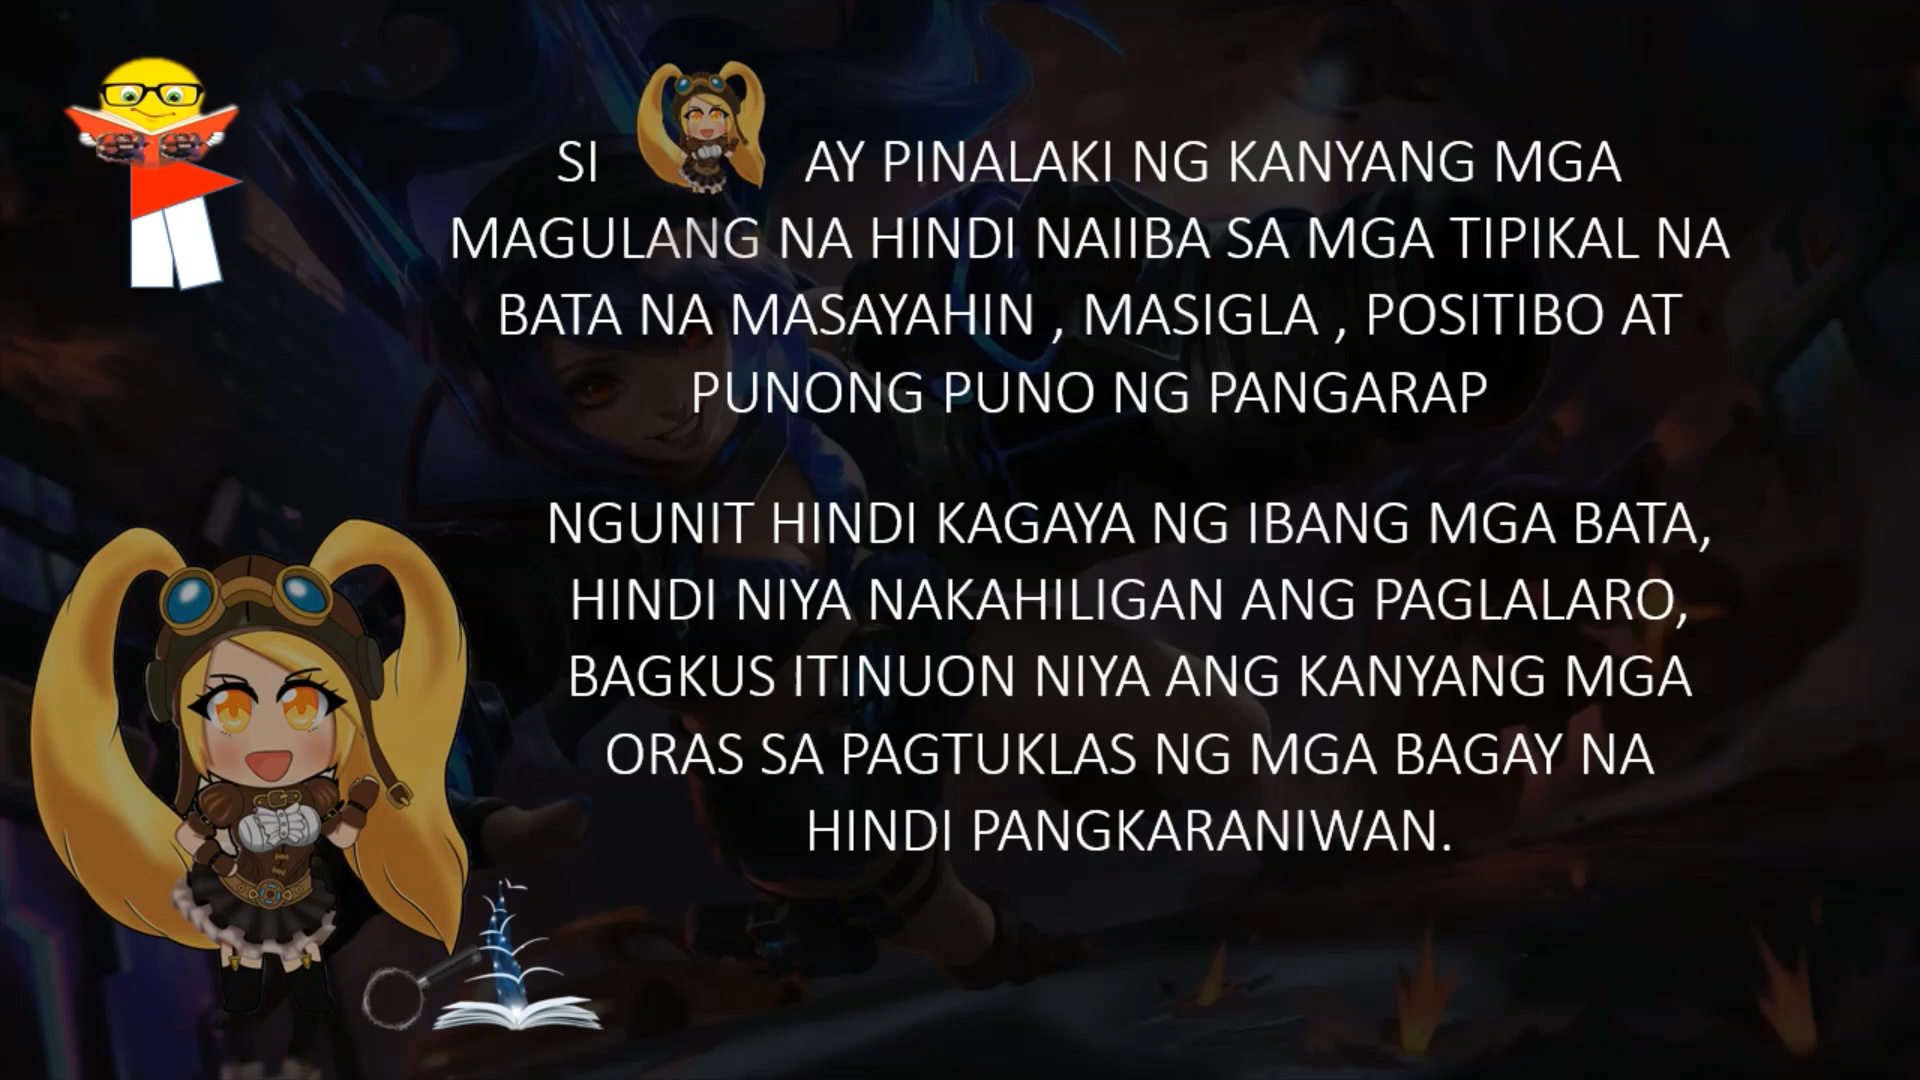 SI AY PINALAKI NG KANYANG MGA
MAGULANG NA HINDI NAIIBA SA MGA TIPIKAL NA
BATA NA MASAYAHIN , MASIGLA , POSITIBO AT
PUNONG PUNO NG PANGARAP
NGUNIT HINDI KAGAYA NG IBANG MGA BATA,
HINDI NIYA NAKAHILIGAN ANG PAGLALARO,
BAGKUS ITINUON NIYA ANG KANYANG MGA
ORAS SA PAGTUKLAS NG MGA BAGAY NA
HINDI PANGKARANIWAN.